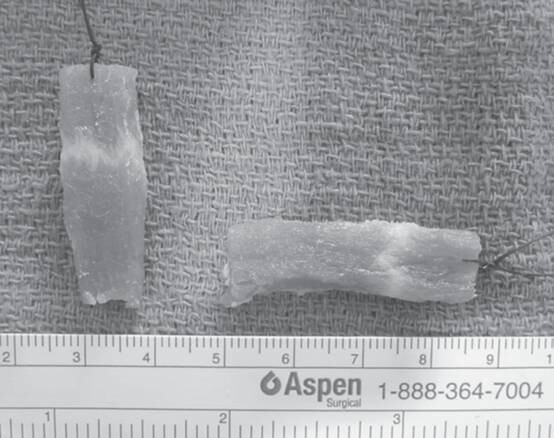 2 3 4 5 6 7 8 9 1
Aspen 1-888-364-7004
Surgical
1 2 3